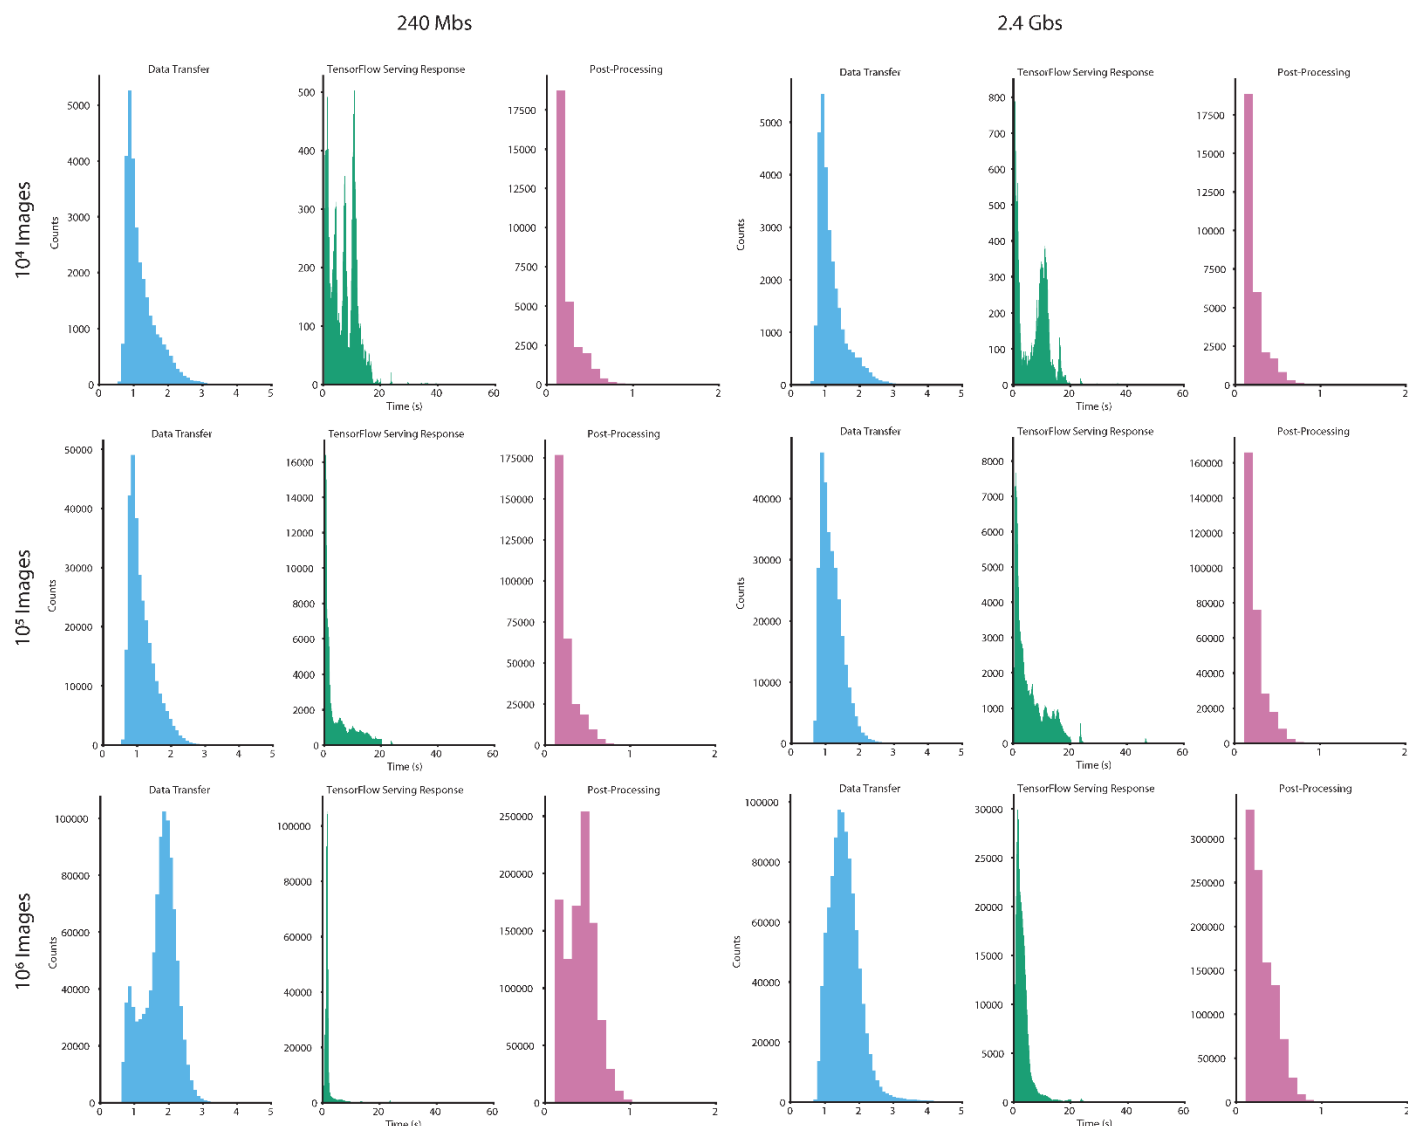 240 Mbs
2.4 Gbs
10⁴ Images
Data Transfer
Counts
5000
4000
3000
2000
1000
0
0 1 2 3 4 5
TensorFlow Serving Response
500
400
300
200
100
0
0 20 40 60
Time (s)
Post-Processing
17500
15000
12500
10000
7500
5000
2500
0
0 1 2
Data Transfer
Counts
5000
4000
3000
2000
1000
0
0 1 2 3 4 5
TensorFlow Serving Response
800
700
600
500
400
300
200
100
0
0 20 40 60
Time (s)
Post-Processing
17500
15000
12500
10000
7500
5000
2500
0
0 1 2
10⁵ Images
Data Transfer
Counts
50000
40000
30000
20000
10000
0
0 1 2 3 4 5
TensorFlow Serving Response
16000
14000
12000
10000
8000
6000
4000
2000
0
0 20 40 60
Time (s)
Post-Processing
175000
150000
125000
100000
75000
50000
25000
0
0 1 2
Data Transfer
Counts
40000
30000
20000
10000
0
0 1 2 3 4 5
TensorFlow Serving Response
8000
7000
6000
5000
4000
3000
2000
1000
0
0 20 40 60
Time (s)
Post-Processing
160000
140000
120000
100000
80000
60000
40000
20000
0
0 1 2
10⁶ Images
Data Transfer
Counts
100000
80000
60000
40000
20000
0
0 1 2 3 4 5
TensorFlow Serving Response
100000
80000
60000
40000
20000
0
0 20 40 60
Time (s)
Post-Processing
250000
200000
150000
100000
50000
0
0 1 2
Data Transfer
Counts
100000
80000
60000
40000
20000
0
0 1 2 3 4 5
TensorFlow Serving Response
30000
25000
20000
15000
10000
5000
0
0 20 40 60
Time (s)
Post-Processing
300000
250000
200000
150000
100000
50000
0
0 1 2